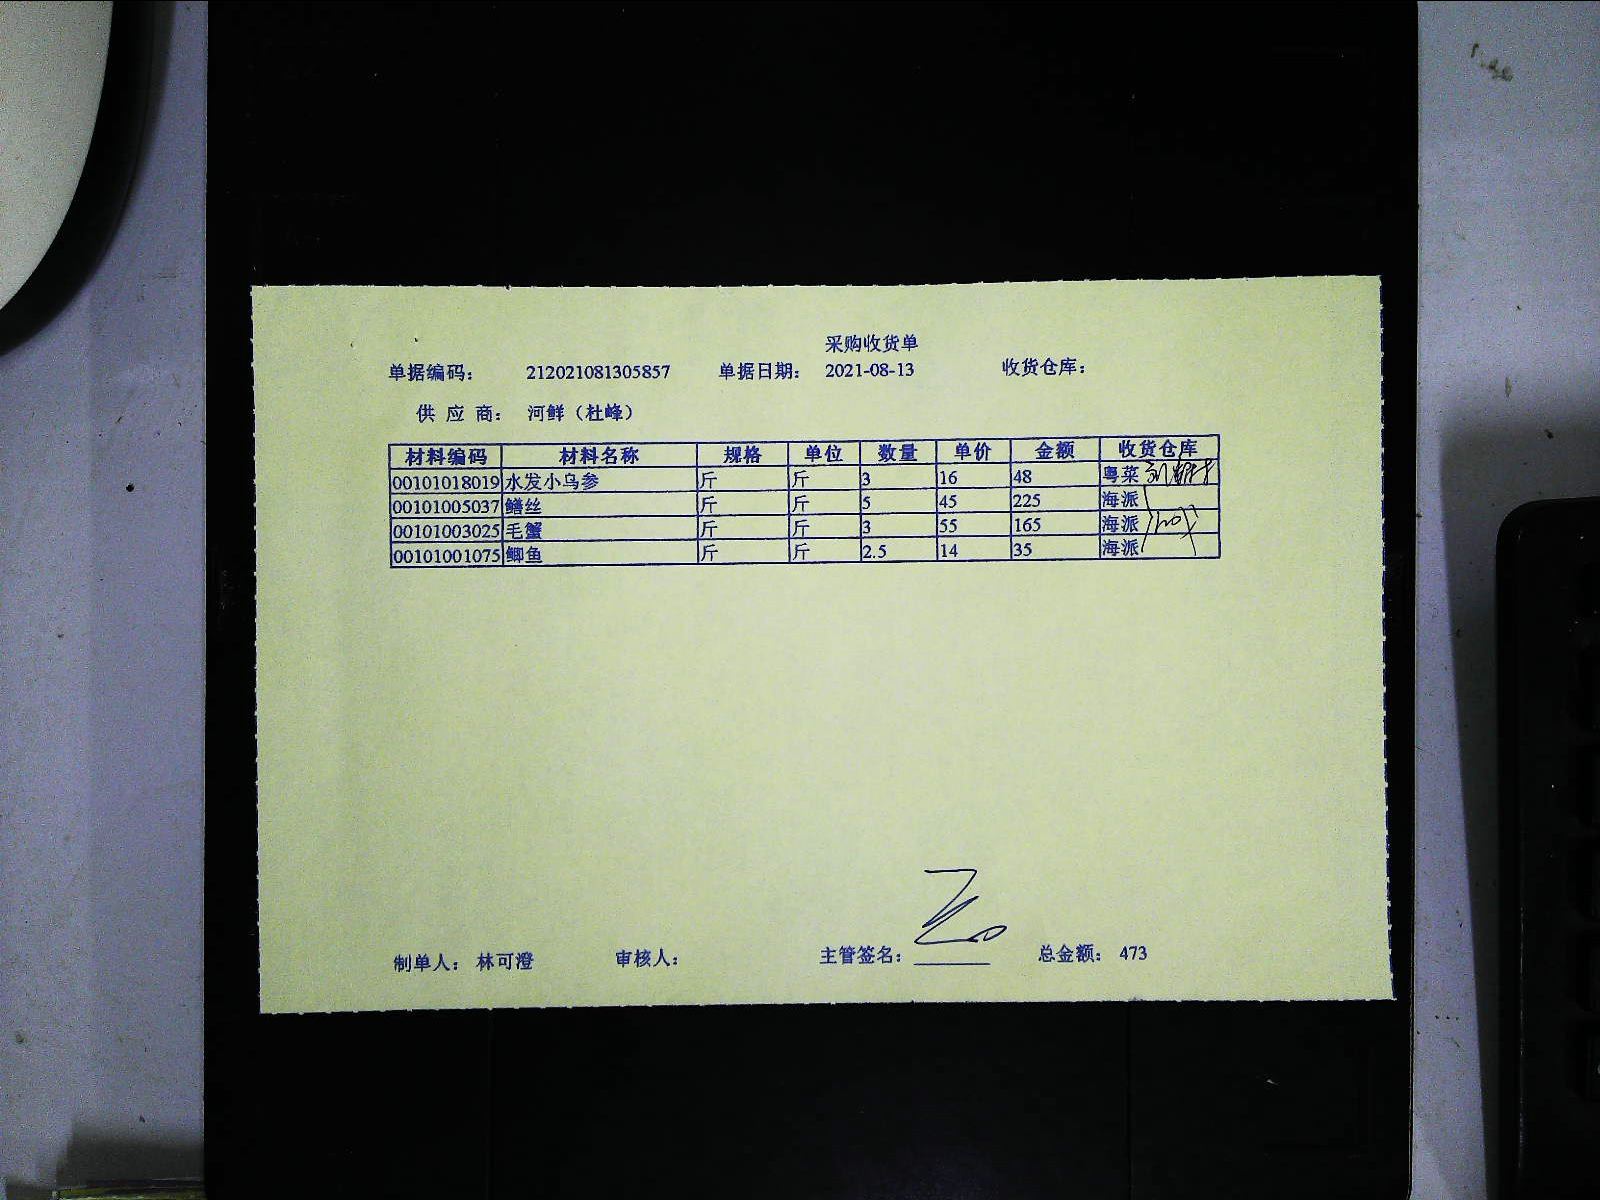 采购收货单
单据编码： 212021081305857 单据日期： 2021-08-13 收货仓库：
供 应 商： 河鲜（杜峰）
材料编码 材料名称 规格 单位 数量 单价 金额 收货仓库
00101018019 水发小乌参 斤 斤 3 16 48 粤菜
00101005037 鳝丝 斤 斤 5 45 225 海派
00101003025 毛蟹 斤 斤 3 55 165 海派
00101001075 鲫鱼 斤 斤 2.5 14 35 海派
制单人： 林可澄 审核人： 主管签名： 总金额： 473